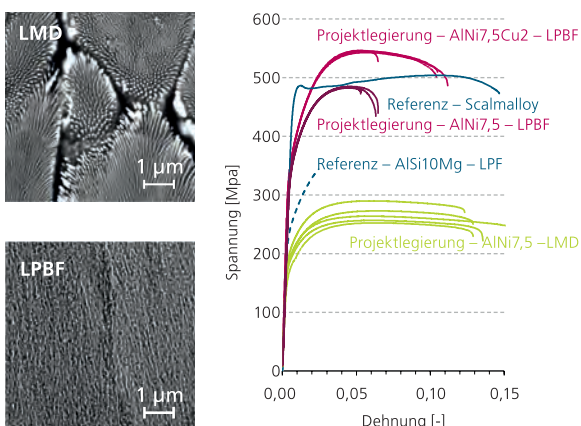 LMD
1 µm
LPBF
1 µm
Spannung [Mpa]
600
500
400
300
200
100
0
0,00
0,05
0,10
0,15
Dehnung [-]
Projektlegierung – AlNi7,5Cu2 – LPBF
Referenz – Scalmalloy
Projektlegierung – AlNi7,5 – LPBF
Referenz – AlSi10Mg – LPF
Projektlegierung – AlNi7,5 –LMD